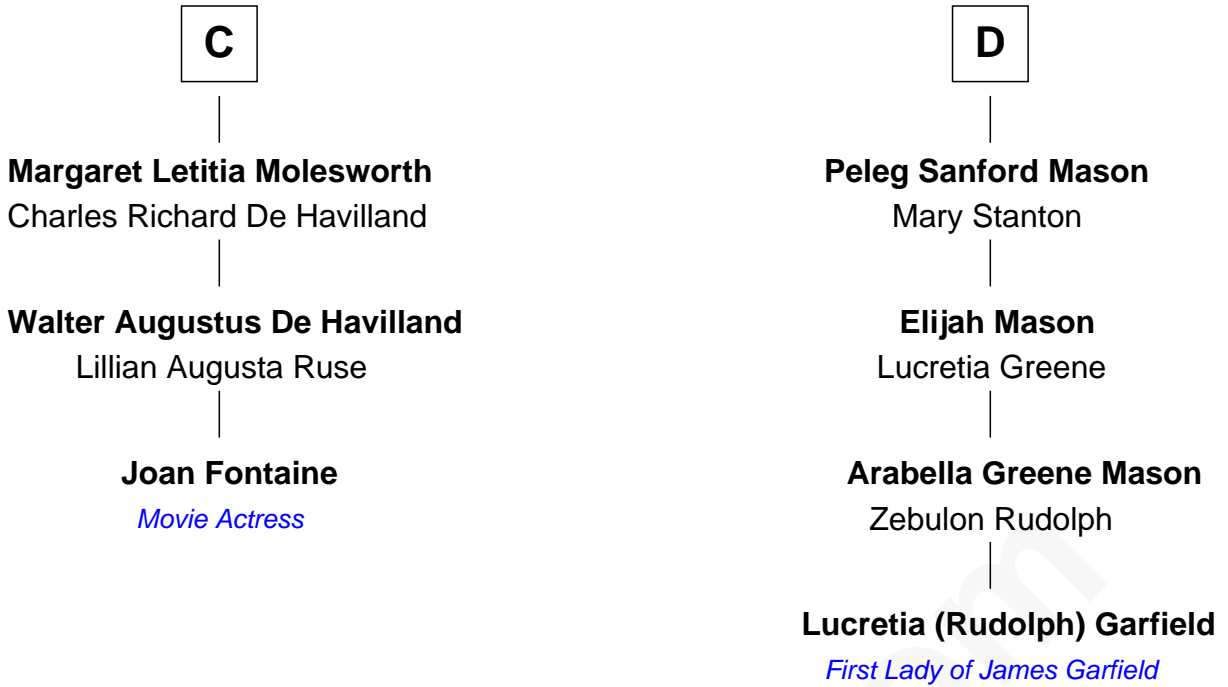 C
Margaret Letitia Molesworth
Charles Richard De Havilland
Walter Augustus De Havilland
Lillian Augusta Ruse
Joan Fontaine
Movie Actress
D
Peleg Sanford Mason
Mary Stanton
Elijah Mason
Lucretia Greene
Arabella Greene Mason
Zebulon Rudolph
Lucretia (Rudolph) Garfield
First Lady of James Garfield